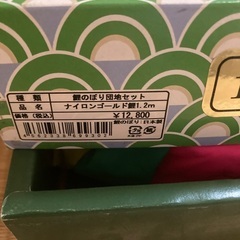 種類 鯉のぼり団地セット
品名 ナイロンゴールド鯉1.2m
価格(税込) ¥12,800
鯉のぼり:日本製